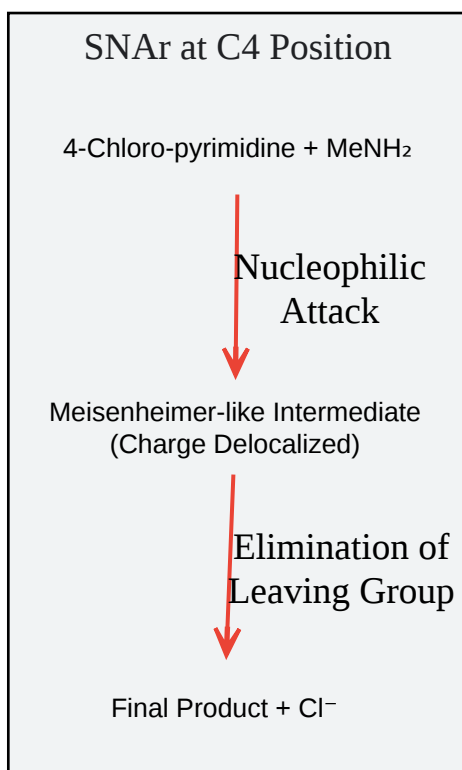 SNAr at C4 Position
4-Chloro-pyrimidine + MeNH₂
Nucleophilic
Attack
Meisenheimer-like Intermediate
(Charge Delocalized)
Elimination of
Leaving Group
Final Product + Cl⁻